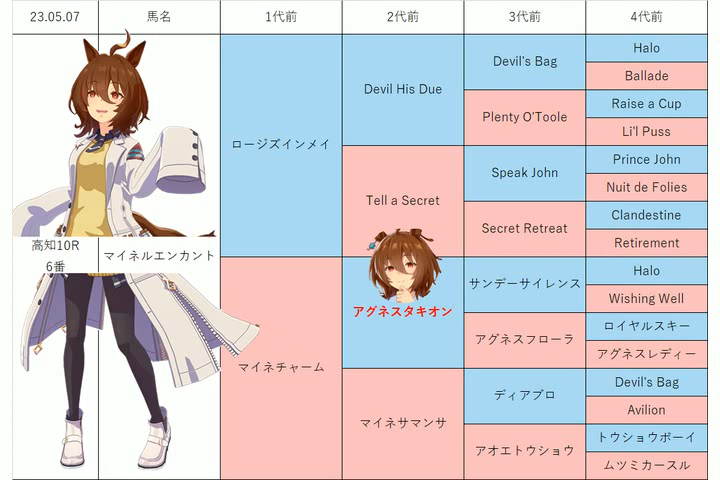 23.05.07 馬名 1代前 2代前 3代前 4代前
高知10R
6番
マイネルエンカント
ロージズインメイ
マイネチャーム
Devil His Due
Tell a Secret
アグネスタキオン
マイネサマンサ
Devil's Bag
Plenty O'Toole
Speak John
Secret Retreat
サンデーサイレンス
アグネスフローラ
ディアブロ
アオエトウショウ
Halo
Ballade
Raise a Cup
Li'l Puss
Prince John
Nuit de Folies
Clandestine
Retirement
Halo
Wishing Well
ロイヤルスキー
アグネスレディー
Devil's Bag
Avilion
トウショウボーイ
ムツミカースル